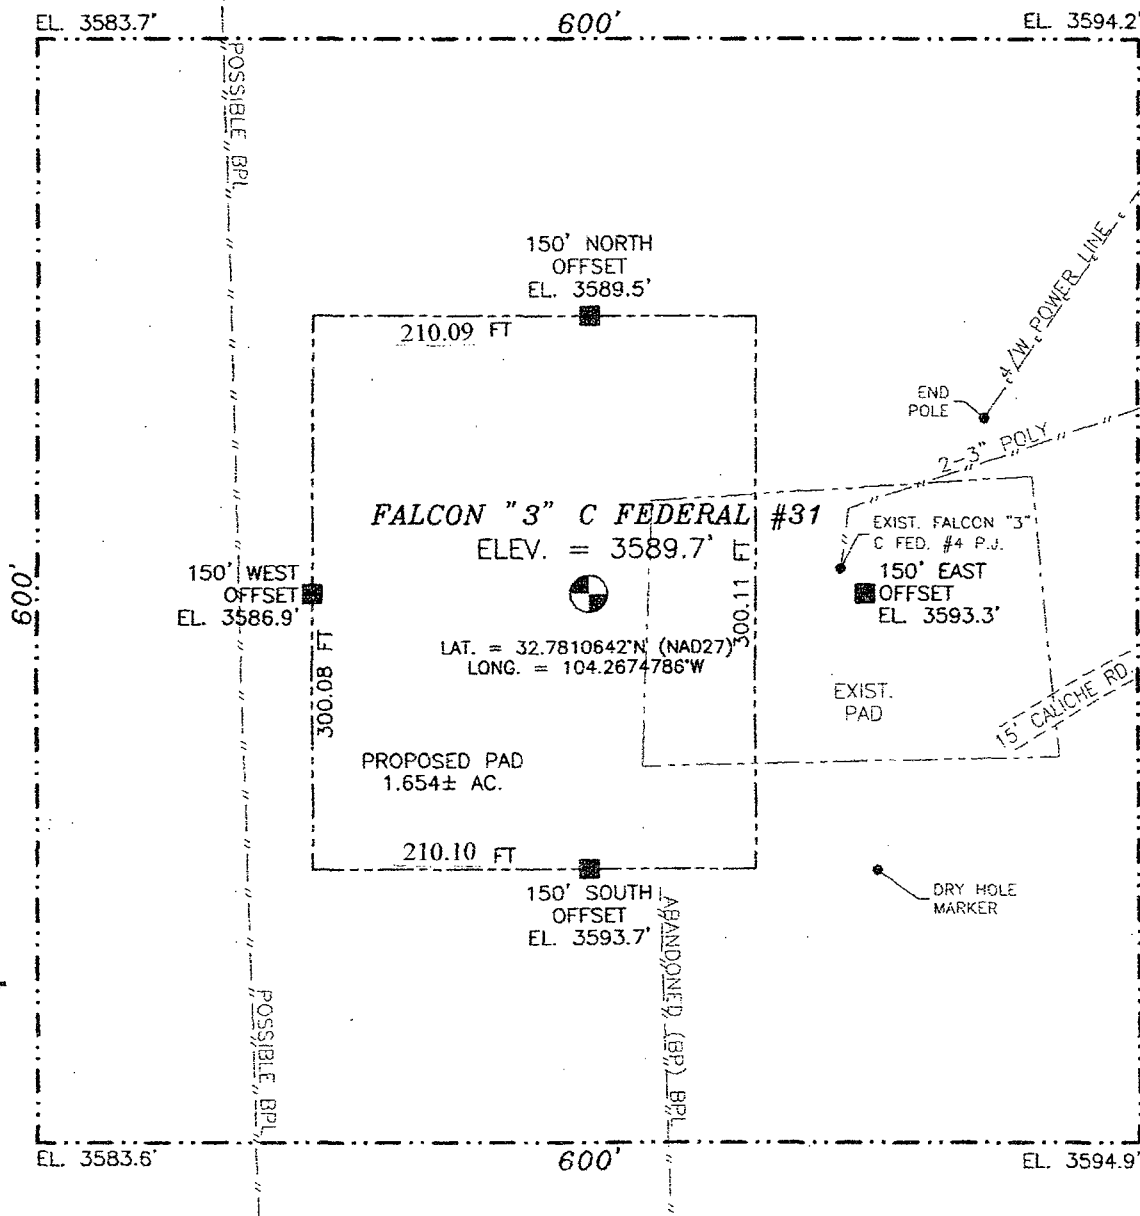 EL. 3583.7'
600'
EL. 3594.2'
POSSIBLE BPL
150' NORTH
OFFSET
EL. 3589.5'
210.09 FT
4/W POWER LINE
END
POLE
2-3" POLY
FALCON "3" C FEDERAL #31
ELEV. = 3589.7'
EXIST. FALCON "3"
C FED. #4 P.J.
600'
150' WEST
OFFSET
EL. 3586.9'
150' EAST
OFFSET
EL. 3593.3'
300.11 FT
LAT. = 32.7810642°N (NAD27)
LONG. = 104.2674786°W
300.08 FT
EXIST.
PAD
15' CALICHE RD.
PROPOSED PAD
1.654± AC.
210.10 FT
150' SOUTH
OFFSET
EL. 3593.7'
DRY HOLE
MARKER
ABANDONED (BP) BPL
POSSIBLE BPL
EL. 3583.6'
600'
EL. 3594.9'